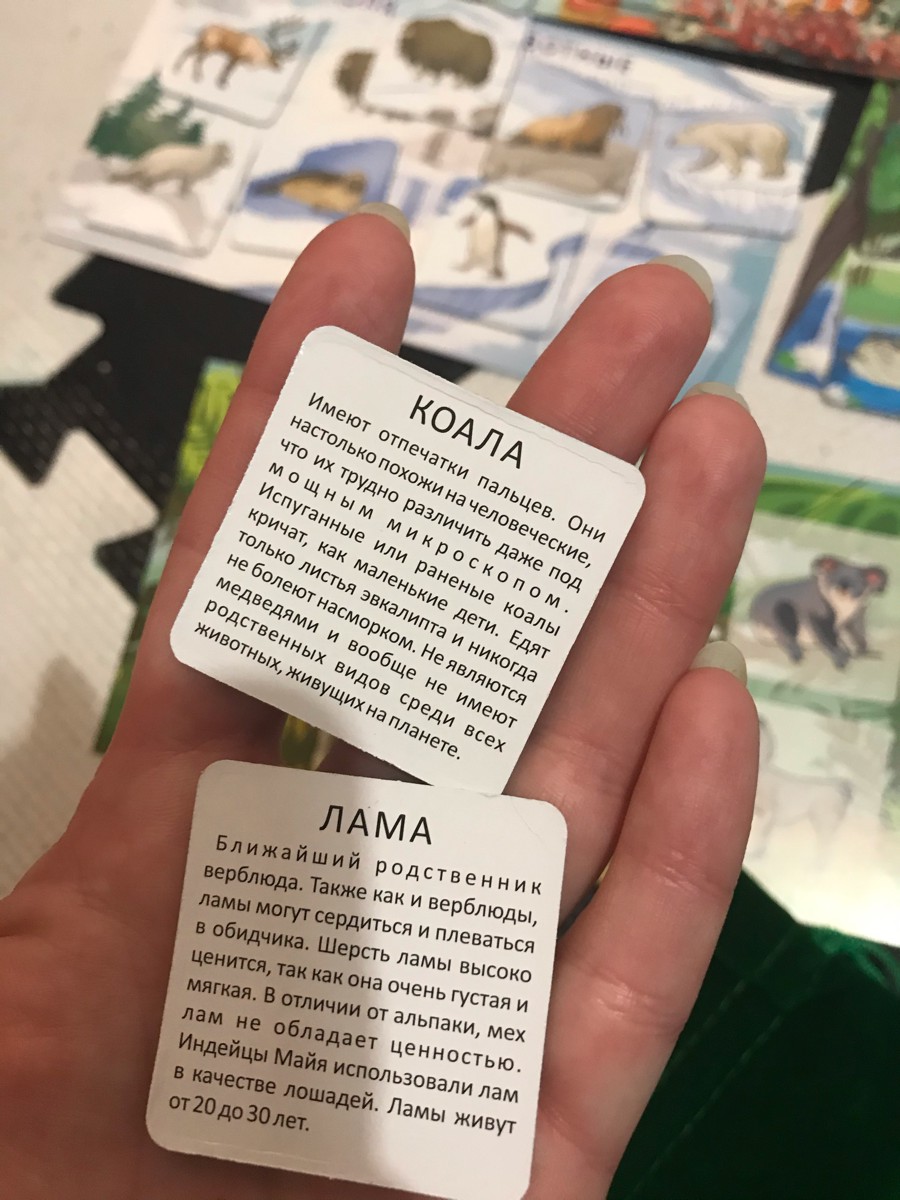 КОАЛА
Имеют отпечатки пальцев. Они
настолько похожи на человеческие,
что их трудно различить даже под
мощным микроскопом.
Испуганные или раненые коалы
кричат, как маленькие дети. Едят
только листья эвкалипта и никогда
не болеют насморком. Не являются
медведями и вообще не имеют
родственных видов среди всех
животных, живущих на планете.
ЛАМА
Ближайший родственник
верблюда. Также как и верблюды,
ламы могут сердиться и плеваться
в обидчика. Шерсть ламы высоко
ценится, так как она очень густая и
мягкая. В отличии от альпаки, мех
лам не обладает ценностью.
Индейцы Майя использовали лам
в качестве лошадей. Ламы живут
от 20 до 30 лет.